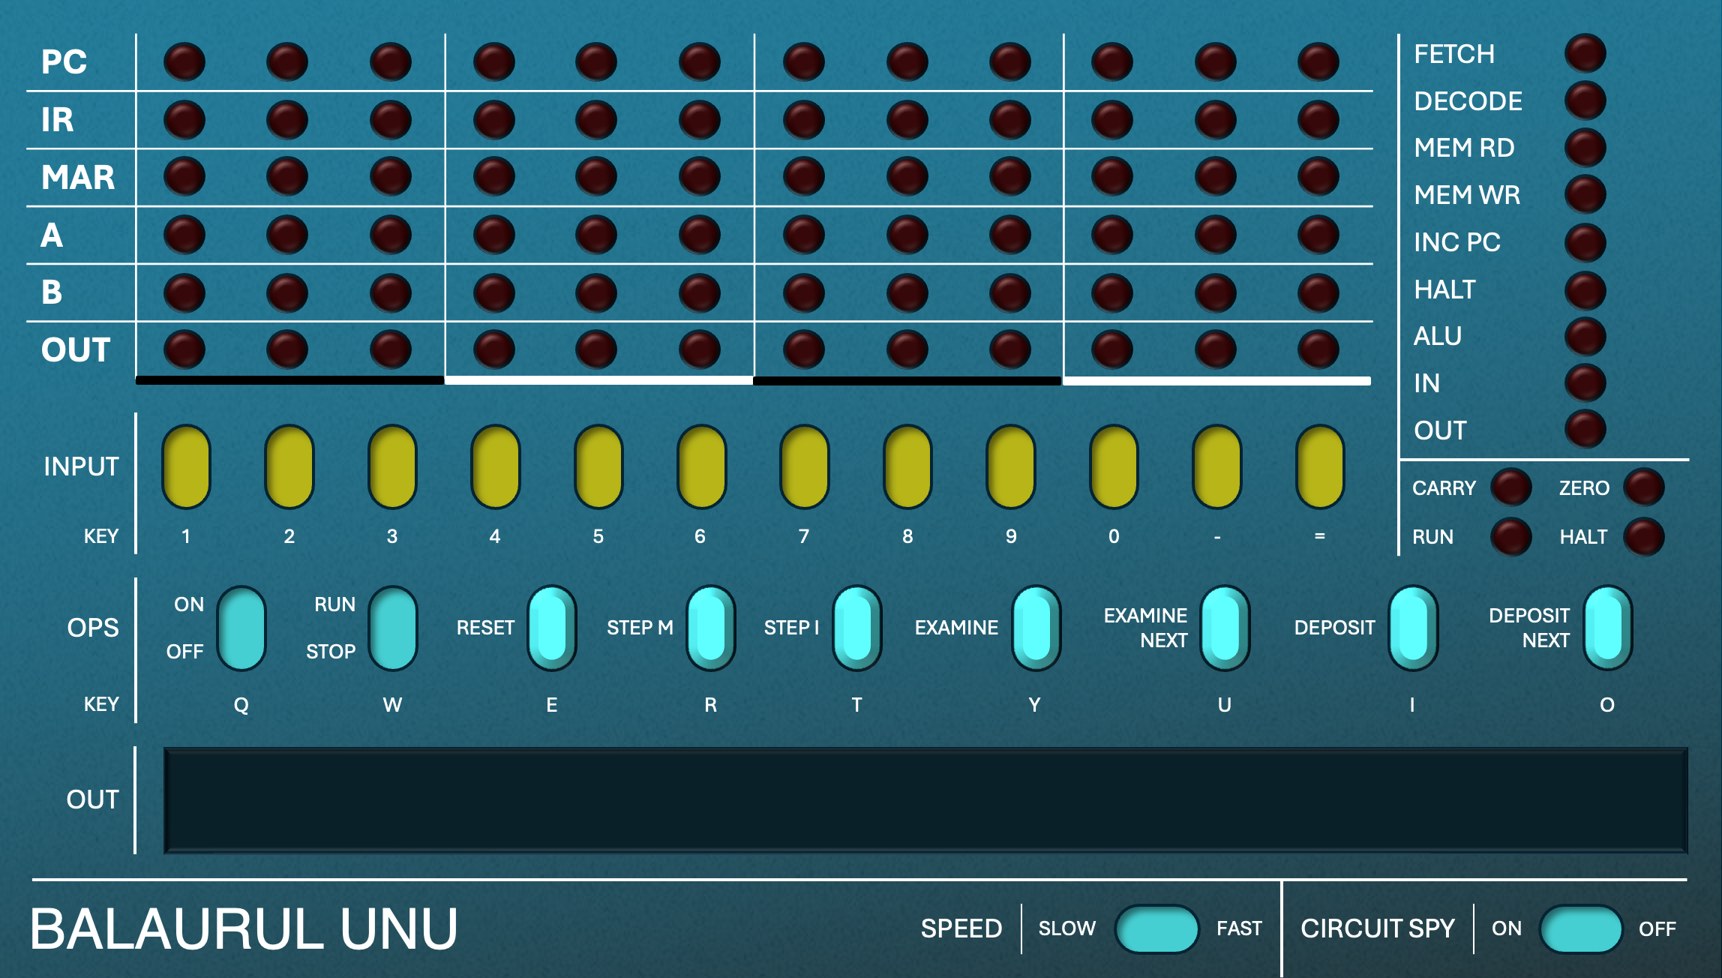 PC
IR
MAR
A
B
OUT
FETCH
DECODE
MEM RD
MEM WR
INC PC
HALT
ALU
IN
OUT
CARRY ZERO
RUN HALT
INPUT
KEY 1 2 3 4 5 6 7 8 9 0 - =
OPS
ON
OFF
RUN
STOP
RESET
STEP M
STEP I
EXAMINE
EXAMINE
NEXT
DEPOSIT
DEPOSIT
NEXT
KEY Q W E R T Y U I O
OUT
BALAURUL UNU
SPEED SLOW FAST
CIRCUIT SPY ON OFF